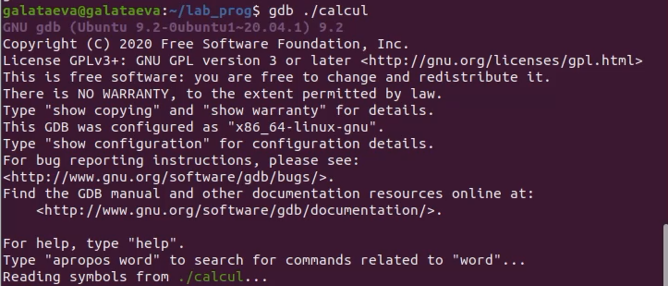 galataeva@galataeva:~/lab_prog$ gdb ./calcul
GNU gdb (Ubuntu 9.2-0ubuntu1~20.04.1) 9.2
Copyright (C) 2020 Free Software Foundation, Inc.
License GPLv3+: GNU GPL version 3 or later <http://gnu.org/licenses/gpl.html>
This is free software: you are free to change and redistribute it.
There is NO WARRANTY, to the extent permitted by law.
Type "show copying" and "show warranty" for details.
This GDB was configured as "x86_64-linux-gnu".
Type "show configuration" for configuration details.
For bug reporting instructions, please see:
<http://www.gnu.org/software/gdb/bugs/>.
Find the GDB manual and other documentation resources online at:
    <http://www.gnu.org/software/gdb/documentation/>.

For help, type "help".
Type "apropos word" to search for commands related to "word"...
Reading symbols from ./calcul...